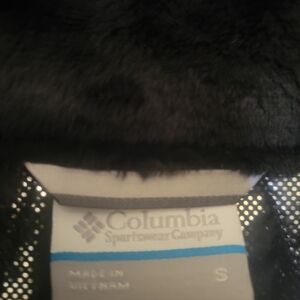 Columbia
Sportswear Company
MADE IN
VIETNAM
S